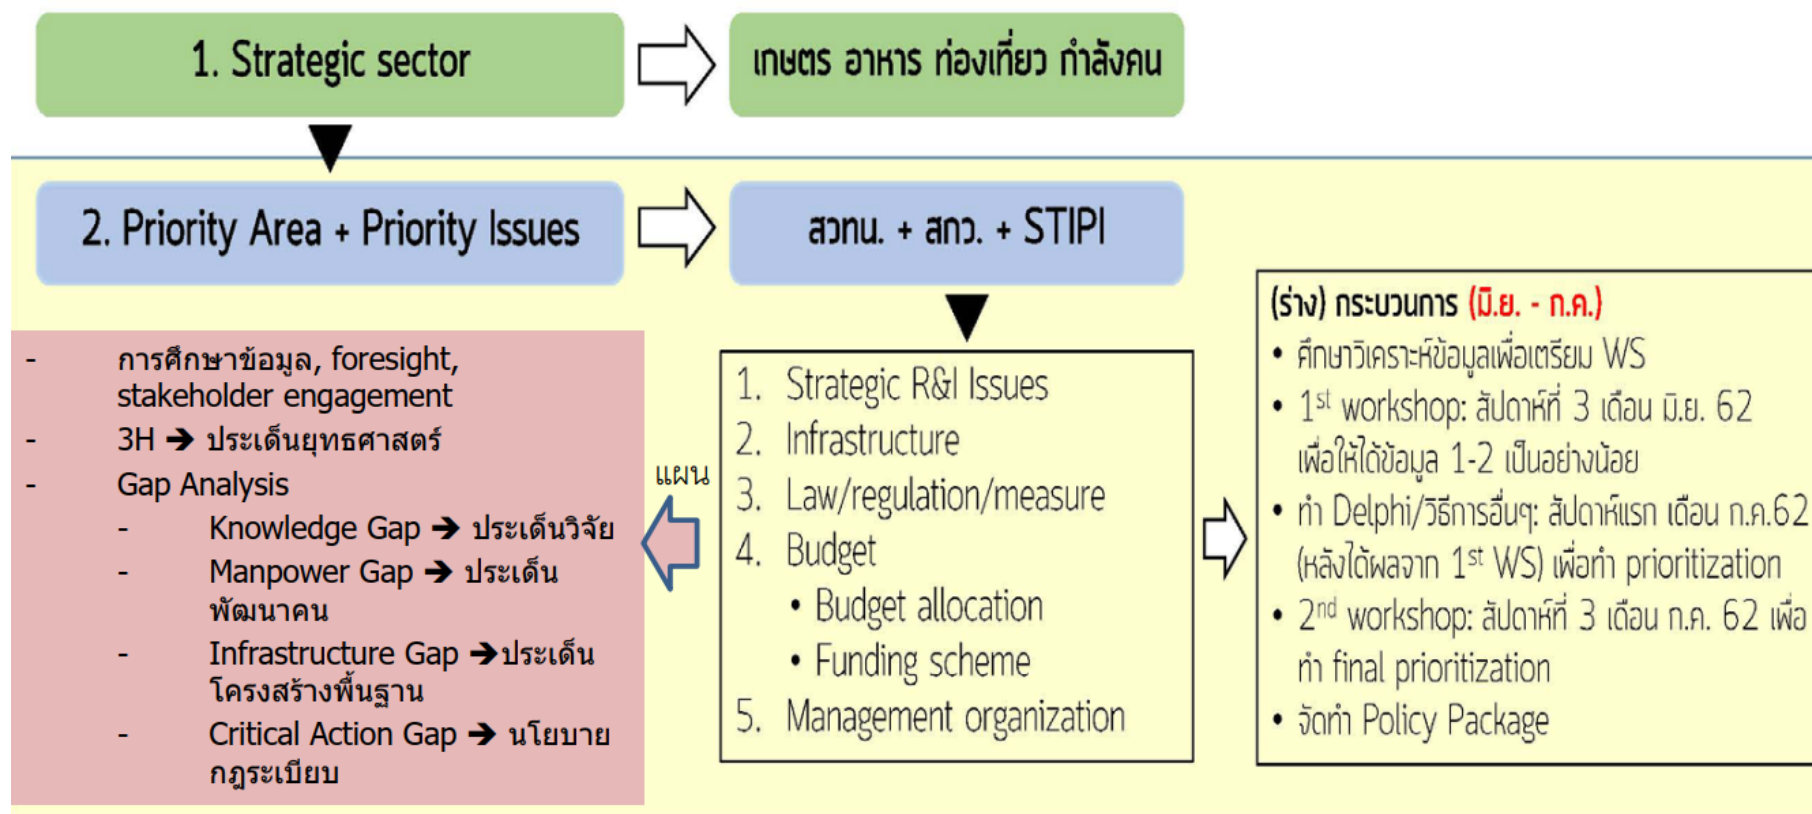 1. Strategic sector
เกษตร อาหาร ท่องเที่ยว กำลังคน
2. Priority Area + Priority Issues
สวทน. + สกว. + STIPI
- การศึกษาข้อมูล, foresight,
stakeholder engagement
- 3H ➔ ประเด็นยุทธศาสตร์
- Gap Analysis
- Knowledge Gap ➔ ประเด็นวิจัย
- Manpower Gap ➔ ประเด็น
พัฒนาคน
- Infrastructure Gap ➔ประเด็น
โครงสร้างพื้นฐาน
- Critical Action Gap ➔ นโยบาย
กฎระเบียบ
แผน
1. Strategic R&I Issues
2. Infrastructure
3. Law/regulation/measure
4. Budget
• Budget allocation
• Funding scheme
5. Management organization
(ร่าง) กระบวนการ (มิ.ย. - ก.ค.)
• ศึกษาวิเคราะห์ข้อมูลเพื่อเตรียม WS
• 1st workshop: สัปดาห์ที่ 3 เดือน มิ.ย. 62
เพื่อให้ได้ข้อมูล 1-2 เป็นอย่างน้อย
• ทำ Delphi/วิธีการอื่นๆ: สัปดาห์แรก เดือน ก.ค.62
(หลังได้ผลจาก 1st WS) เพื่อทำ prioritization
• 2nd workshop: สัปดาห์ที่ 3 เดือน ก.ค. 62 เพื่อ
ทำ final prioritization
• จัดทำ Policy Package